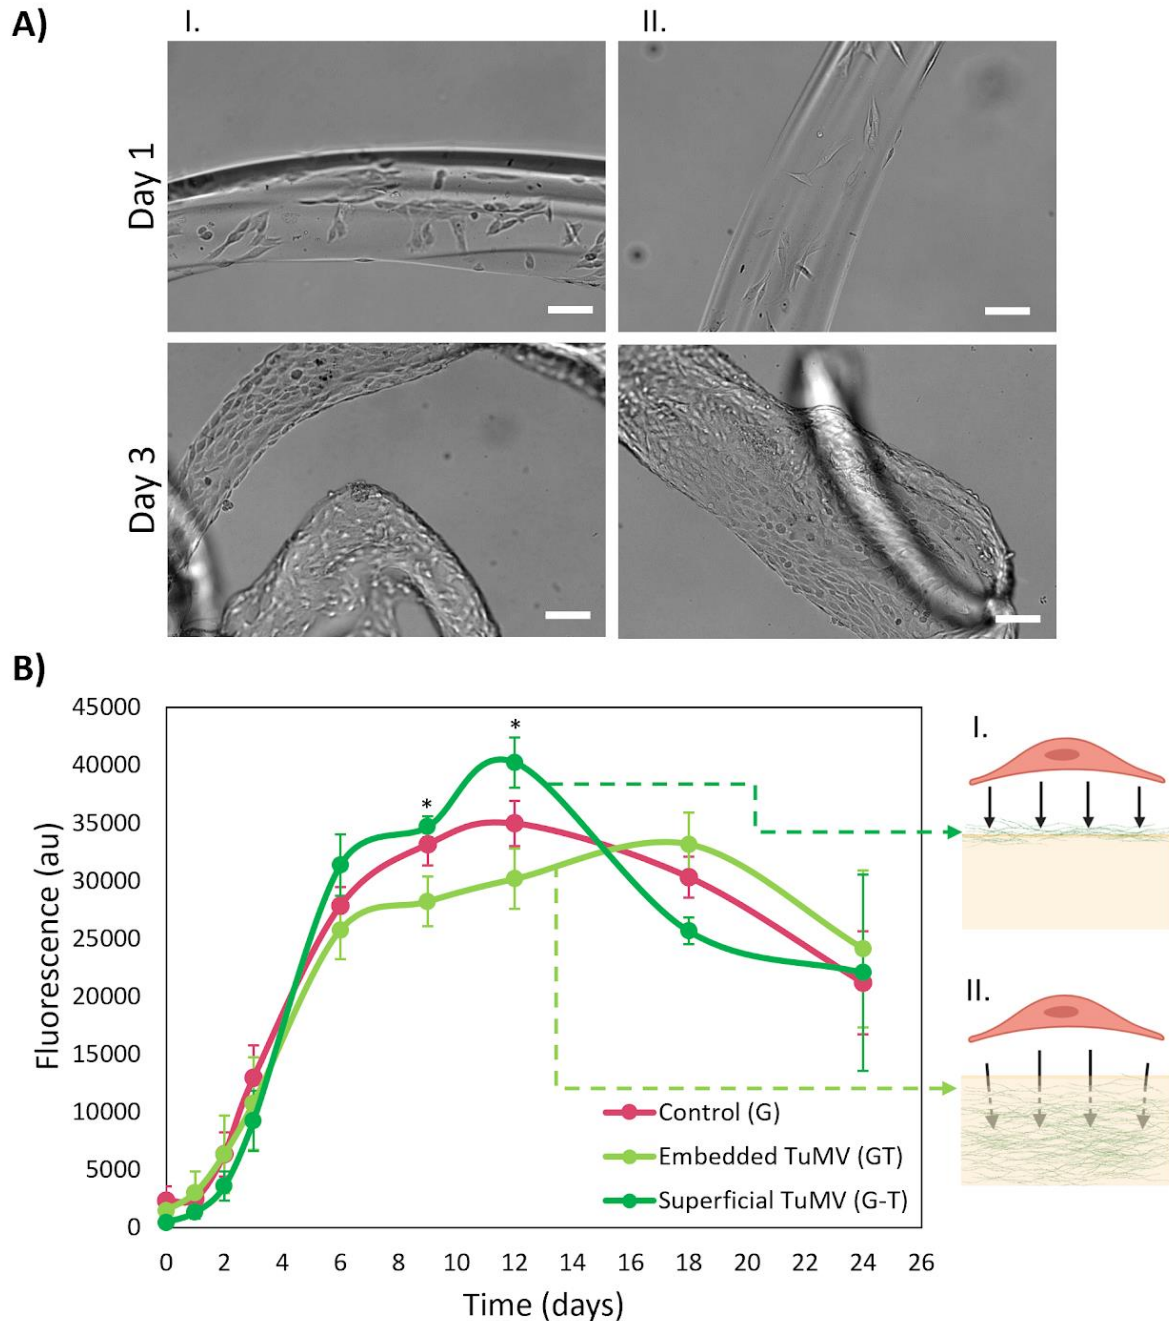 A)
I.
II.
Day 1
Day 3
B)
Fluorescence (au)
45000
40000
35000
30000
25000
20000
15000
10000
5000
0
*
*
Control (G)
Embedded TuMV (GT)
Superficial TuMV (G-T)
0 2 4 6 8 10 12 14 16 18 20 22 24 26
Time (days)
I.
II.